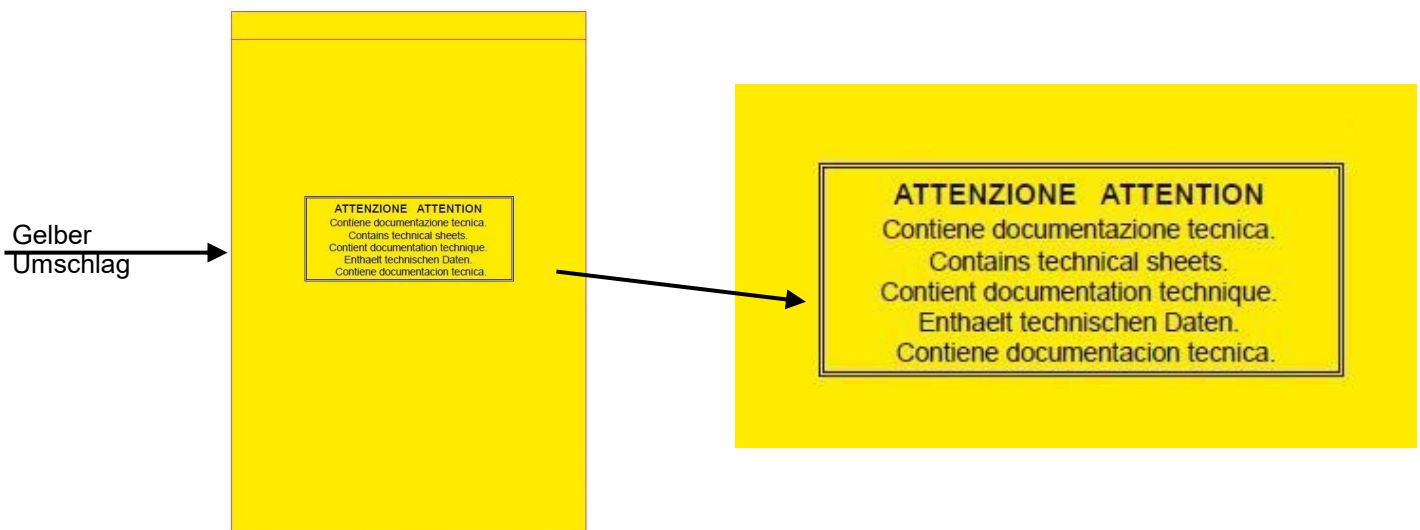 Gelber
Umschlag
ATTENZIONE ATTENTION
Contiene documentazione tecnica.
Contains technical sheets.
Contient documentation technique.
Enthaelt technischen Daten.
Contiene documentacion tecnica.
ATTENZIONE ATTENTION
Contiene documentazione tecnica.
Contains technical sheets.
Contient documentation technique.
Enthaelt technischen Daten.
Contiene documentacion tecnica.